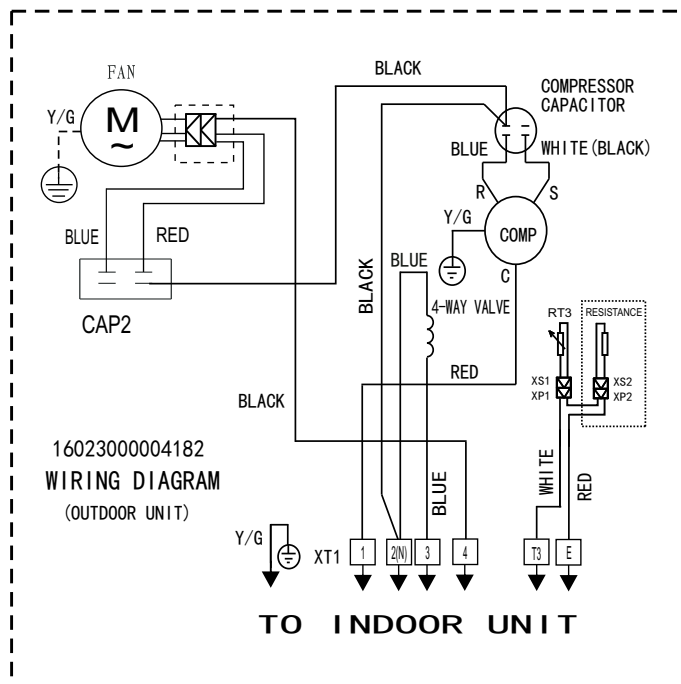 FAN
Y/G
M
~
BLUE
RED
CAP2
BLACK
COMPRESSOR
CAPACITOR
BLUE
WHITE(BLACK)
R
S
Y/G
COMP
C
BLACK
BLUE
4-WAY VALVE
RED
BLACK
BLUE
RT3
RESISTANCE
XS1
XP1
XS2
XP2
WHITE
RED
16023000004182
WIRING DIAGRAM
(OUTDOOR UNIT)
Y/G
XT1
1
2(N)
3
4
T3
E
TO INDOOR UNIT